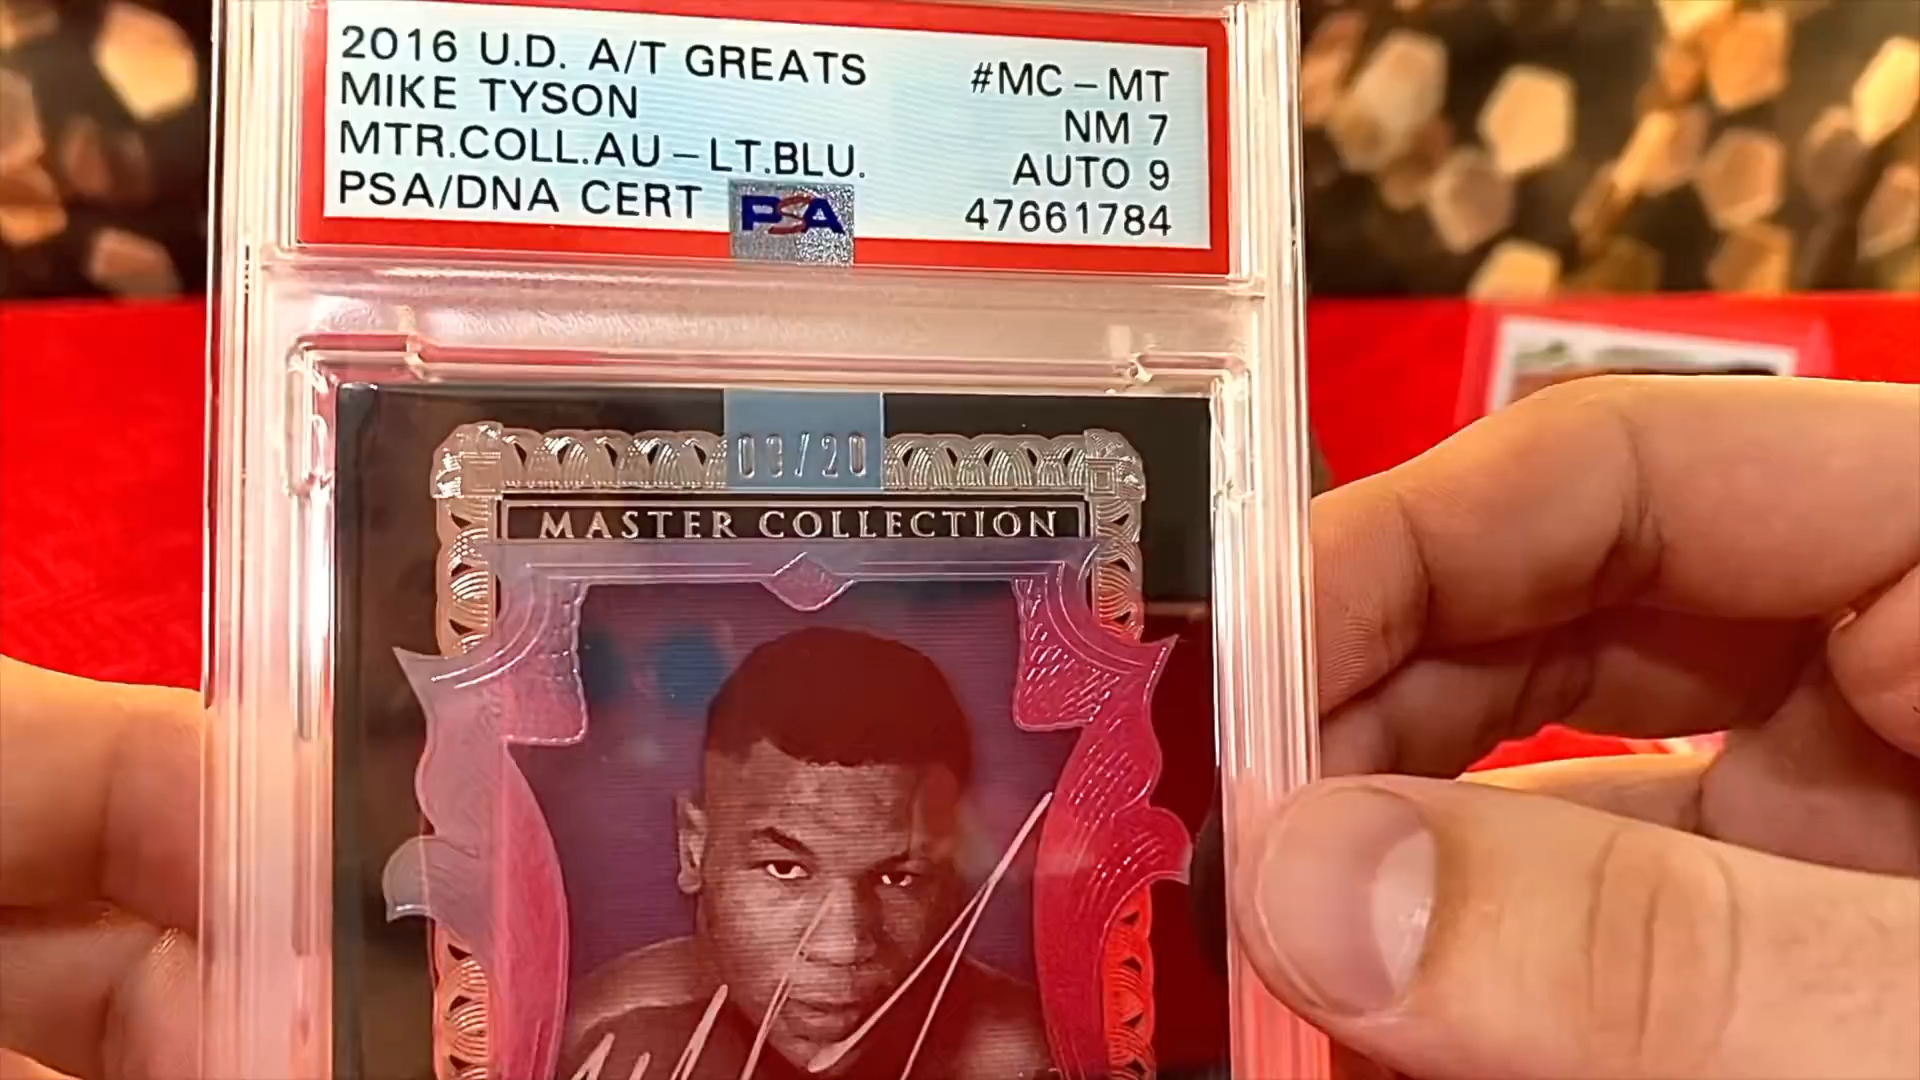 2016 U.D. A/T GREATS #MC-MT
MIKE TYSON NM 7
MTR.COLL.AU-LT.BLU. AUTO 9
PSA/DNA CERT PSA 47661784
03/20
MASTER COLLECTION